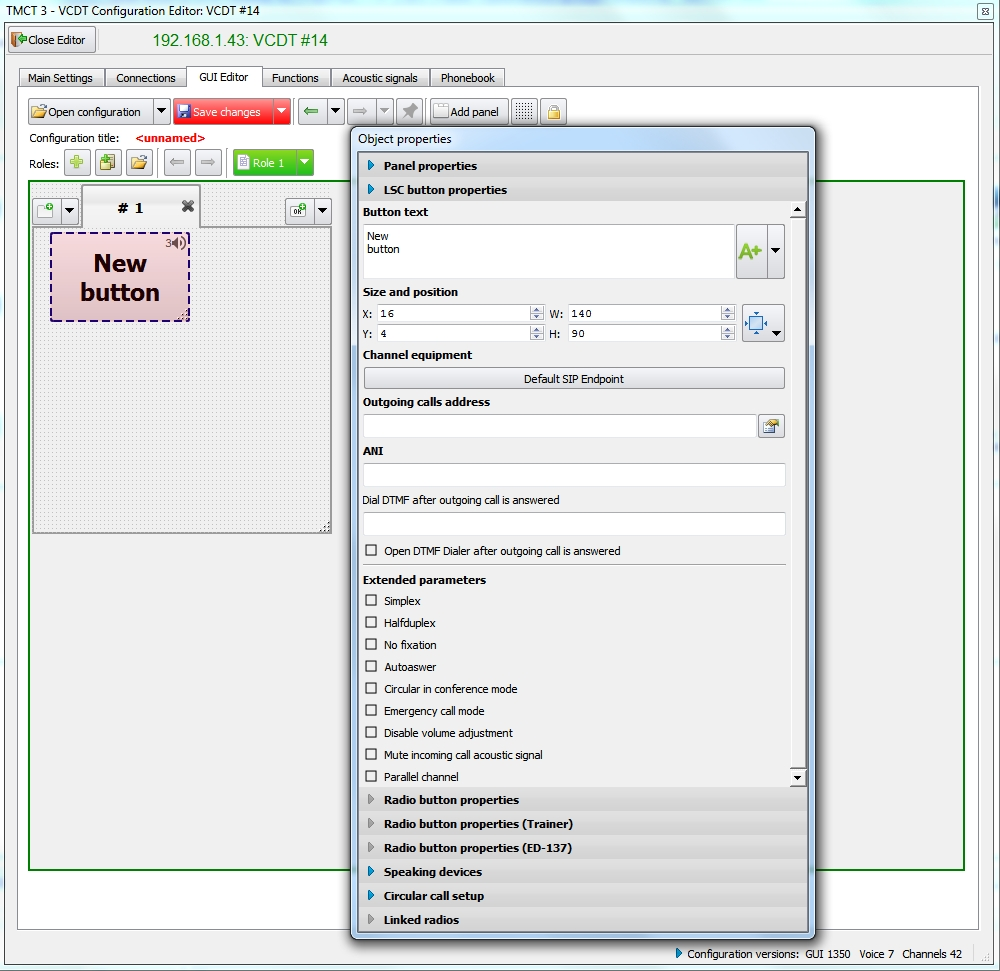 TMCT 3 - VCDT Configuration Editor: VCDT #14
Close Editor
192.168.1.43: VCDT #14
Main Settings
Connections
GUI Editor
Functions
Acoustic signals
Phonebook
Open configuration
Save changes
Add panel
Configuration title:
<unnamed>
Roles:
Role 1
# 1
OK
3
New
button
Object properties
Panel properties
LSC button properties
Button text
New
button
A+
Size and position
X: 16 W: 140
Y: 4 H: 90
Channel equipment
Default SIP Endpoint
Outgoing calls address
ANI
Dial DTMF after outgoing call is answered
Open DTMF Dialer after outgoing call is answered
Extended parameters
Simplex
Halfduplex
No fixation
Autoaswer
Circular in conference mode
Emergency call mode
Disable volume adjustment
Mute incoming call acoustic signal
Parallel channel
Radio button properties
Radio button properties (Trainer)
Radio button properties (ED-137)
Speaking devices
Circular call setup
Linked radios
Configuration versions: GUI 1350 Voice 7 Channels 42